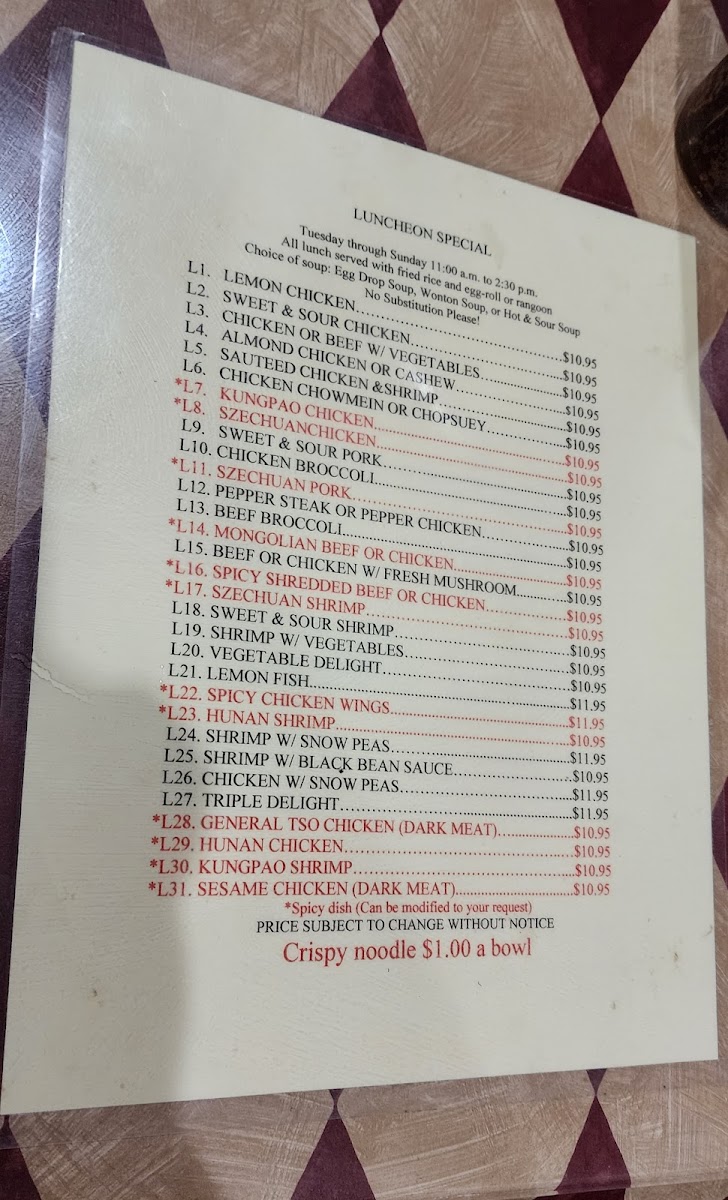 LUNCHEON SPECIAL
Tuesday through Sunday 11:00 a.m. to 2:30 p.m.
All lunch served with fried rice and egg-roll or rangoon
Choice of soup: Egg Drop Soup, Wonton Soup, or Hot & Sour Soup
No Substitution Please!
L1. LEMON CHICKEN........................................$10.95
L2. SWEET & SOUR CHICKEN..............................$10.95
L3. CHICKEN OR BEEF W/ VEGETABLES.................$10.95
L4. ALMOND CHICKEN OR CASHEW......................$10.95
L5. SAUTEED CHICKEN &SHRIMP........................$10.95
L6. CHICKEN CHOWMEIN OR CHOPSUEY................$10.95
*L7. KUNGPAO CHICKEN....................................$10.95
*L8. SZECHUANCHICKEN...................................$10.95
L9. SWEET & SOUR PORK...................................$10.95
L10. CHICKEN BROCCOLI...................................$10.95
*L11. SZECHUAN PORK......................................$10.95
L12. PEPPER STEAK OR PEPPER CHICKEN................$10.95
L13. BEEF BROCCOLI.......................................$10.95
*L14. MONGOLIAN BEEF OR CHICKEN......................$10.95
L15. BEEF OR CHICKEN W/ FRESH MUSHROOM............$10.95
*L16. SPICY SHREDDED BEEF OR CHICKEN.................$10.95
*L17. SZECHUAN SHRIMP....................................$10.95
L18. SWEET & SOUR SHRIMP................................$10.95
L19. SHRIMP W/ VEGETABLES...............................$10.95
L20. VEGETABLE DELIGHT..................................$10.95
L21. LEMON FISH...........................................$11.95
*L22. SPICY CHICKEN WINGS................................$11.95
*L23. HUNAN SHRIMP........................................$10.95
L24. SHRIMP W/ SNOW PEAS.................................$11.95
L25. SHRIMP W/ BLACK BEAN SAUCE.......................$10.95
L26. CHICKEN W/ SNOW PEAS................................$11.95
L27. TRIPLE DELIGHT.......................................$11.95
*L28. GENERAL TSO CHICKEN (DARK MEAT)..................$10.95
*L29. HUNAN CHICKEN.......................................$10.95
*L30. KUNGPAO SHRIMP.....................................$10.95
*L31. SESAME CHICKEN (DARK MEAT)........................$10.95
*Spicy dish (Can be modified to your request)
PRICE SUBJECT TO CHANGE WITHOUT NOTICE
Crispy noodle $1.00 a bowl